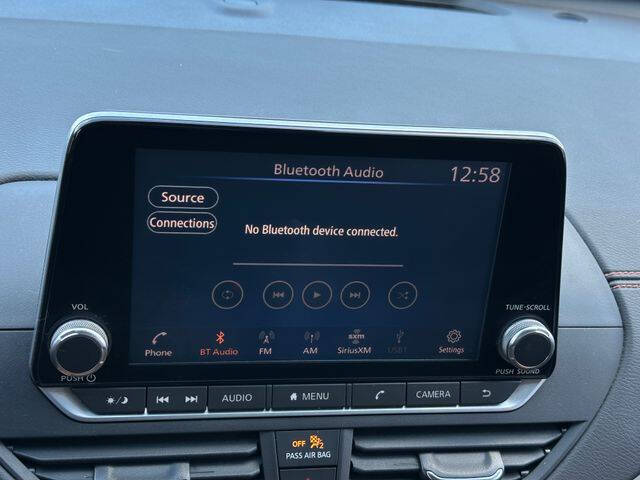 Bluetooth Audio 12:58
Source
Connections
No Bluetooth device connected.
Phone BT Audio FM AM sxm SiriusXM USB1 Settings
VOL
PUSH
TUNE·SCROLL
PUSH SOUND
AUDIO MENU CAMERA
OFF 2
PASS AIR BAG